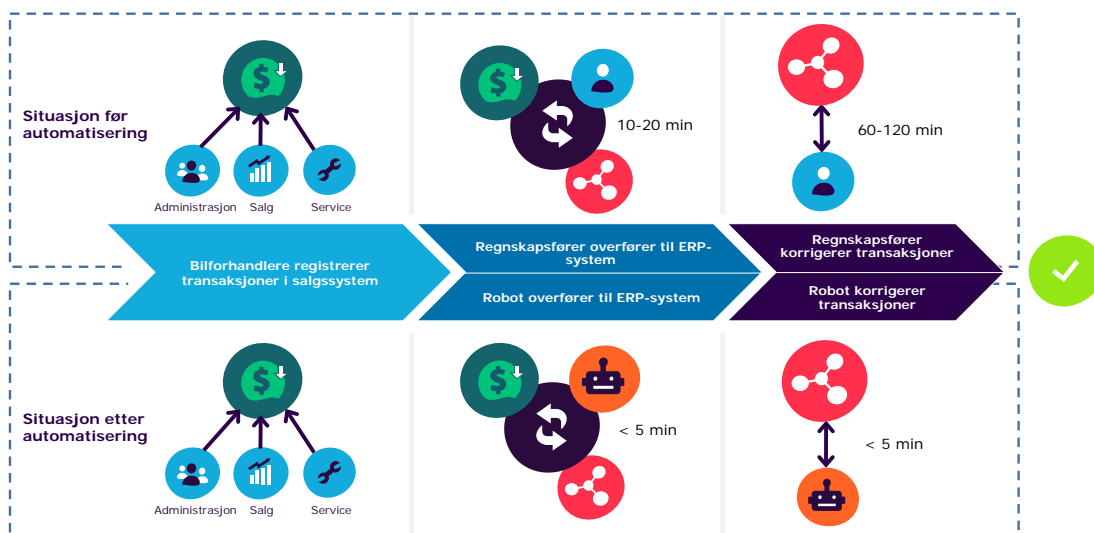 Situasjon før
automatisering
Administrasjon
Salg
Service
10-20 min
60-120 min
Bilforhandlere registrerer
transaksjoner i salgssystem
Regnskapsfører overfører til ERP-
system
Robot overfører til ERP-system
Regnskapsfører
korrigerer transaksjoner
Robot korrigerer
transaksjoner
Situasjon etter
automatisering
Administrasjon
Salg
Service
< 5 min
< 5 min